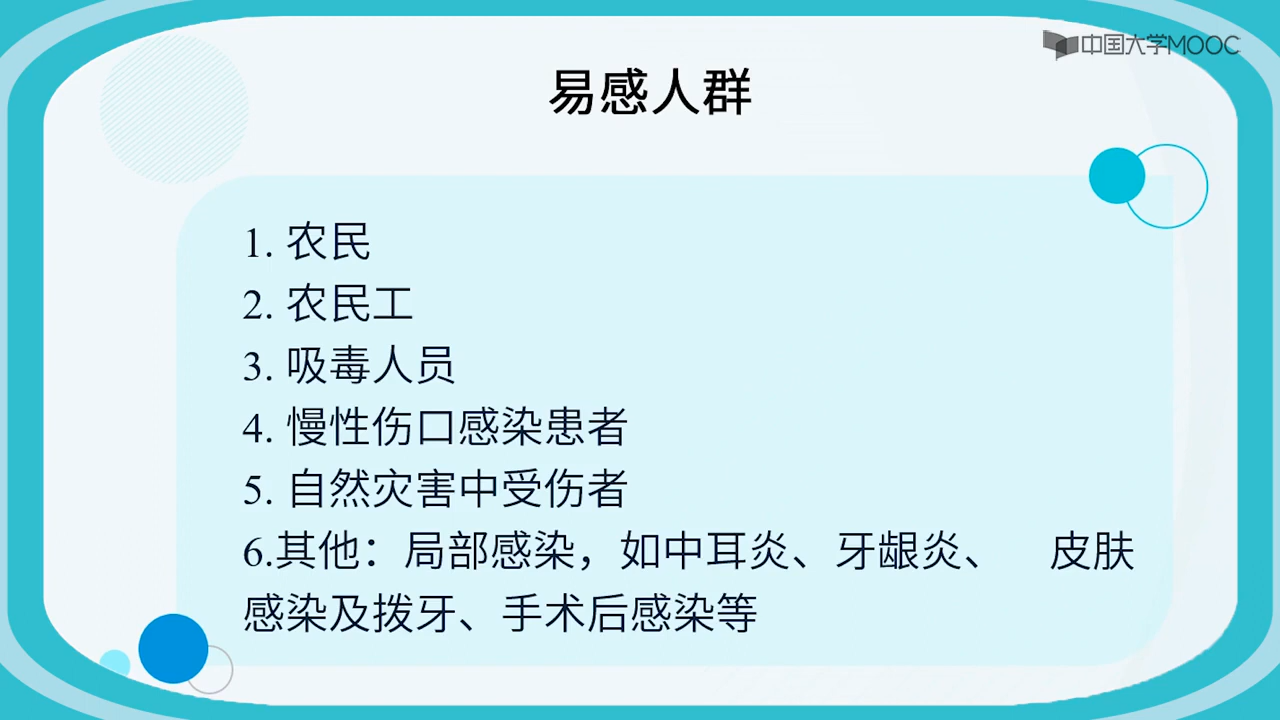 中国大学MOOC
易感人群
1. 农民
2. 农民工
3. 吸毒人员
4. 慢性伤口感染患者
5. 自然灾害中受伤者
6.其他：局部感染，如中耳炎、牙龈炎、 皮肤
感染及拨牙、手术后感染等